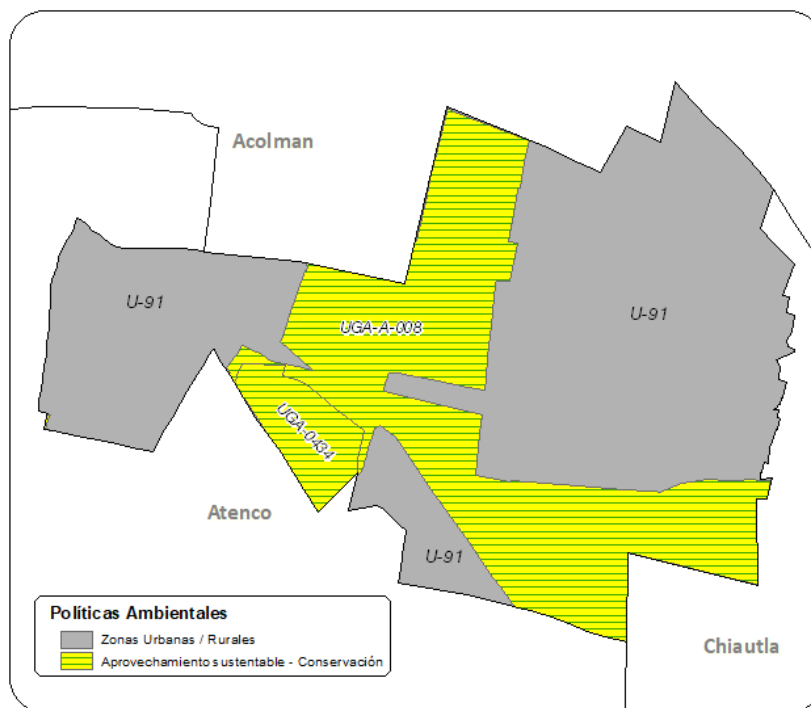 Acolman
U-91
U-91
UGA-A-008
UGA-0434
Atenco
U-91
Chiautla
Políticas Ambientales
Zonas Urbanas / Rurales
Aprovechamiento sustentable - Conservación